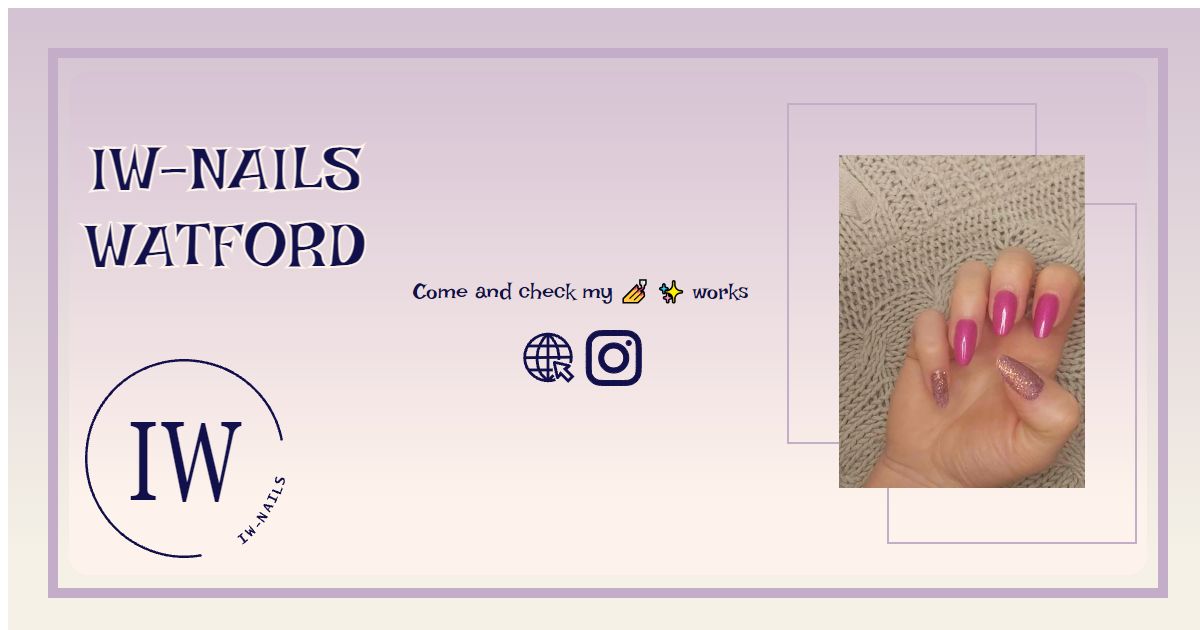 IW-NAILS
WATFORD
Come and check my 💅 ✨ works
IW
IW-NAILS